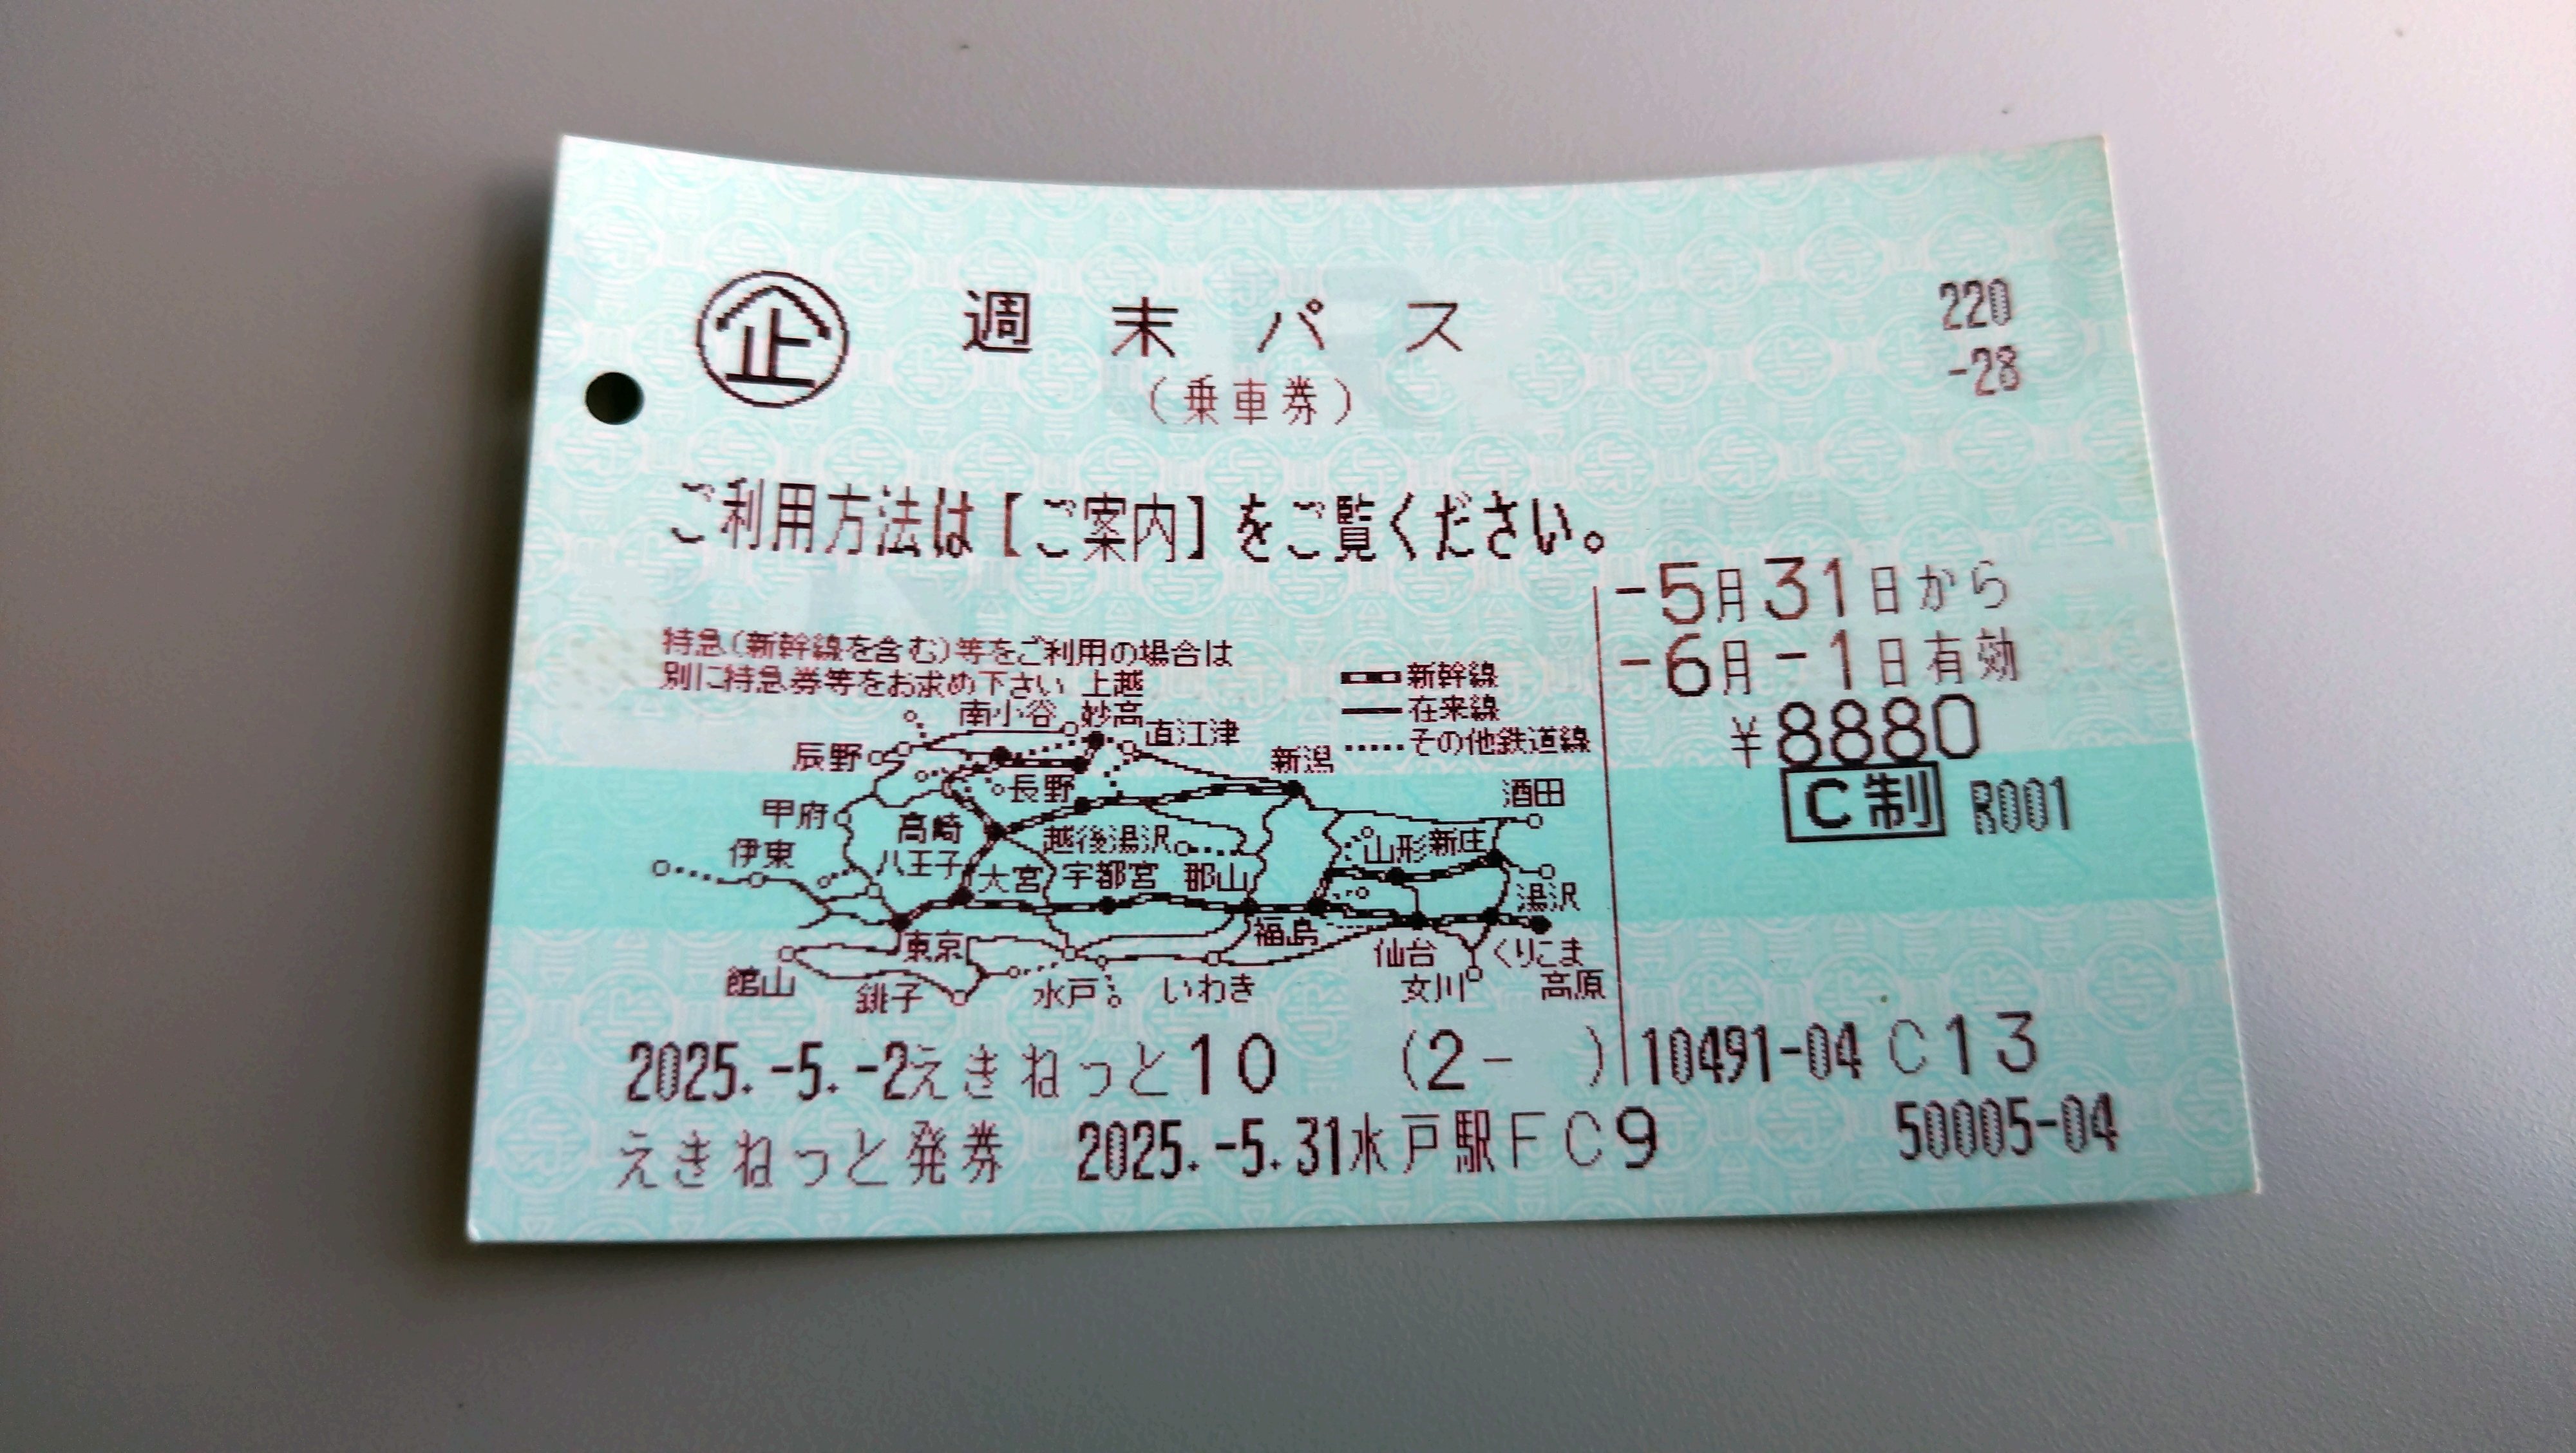 企 週末パス 220
(乗車券) -28
ご利用方法は【ご案内】をご覧ください。
-5月31日から
-6月-1日有効
¥8880
C制 R001
特急(新幹線を含む)等をご利用の場合は
別に特急券等をお求め下さい
新幹線
在来線
その他鉄道線
上越
妙高
南小谷
直江津
辰野
長野
新潟
酒田
甲府
高崎
越後湯沢
山形
新庄
伊東
八王子
大宮
宇都宮
郡山
湯沢
福島
東京
仙台
くりこま
高原
館山
銚子
水戸
いわき
女川
2025.-5.-2えきねっと10 (2- ) 10491-04 C13
えきねっと発券 2025.-5.31水戸駅FC9 50005-04